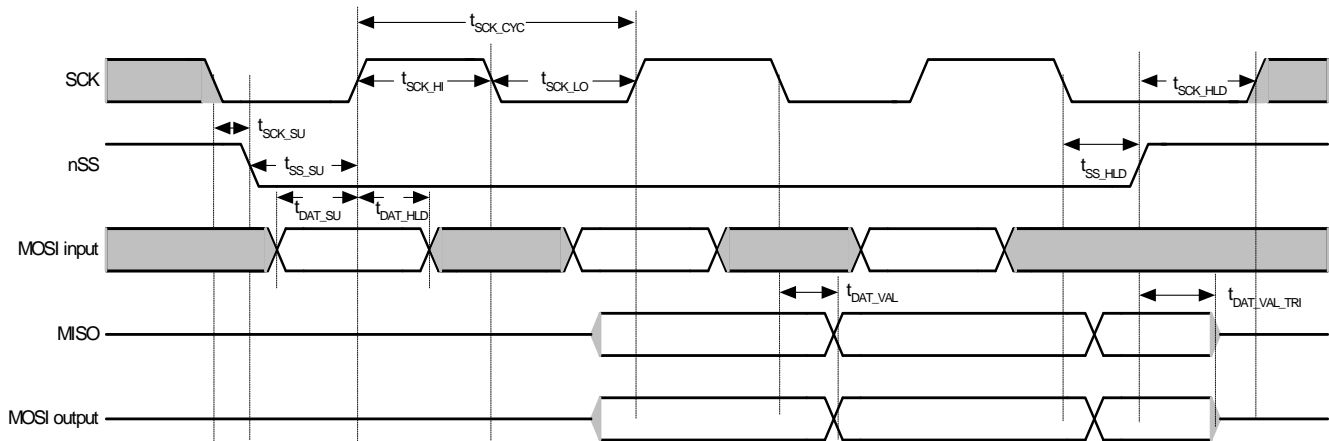 tSCK_CYC
SCK
tSCK_HI
tSCK_LO
tSCK_HLD
tSCK_SU
nSS
tSS_SU
tSS_HLD
tDAT_SU
tDAT_HLD
MOSI input
tDAT_VAL
tDAT_VAL_TRI
MISO
MOSI output